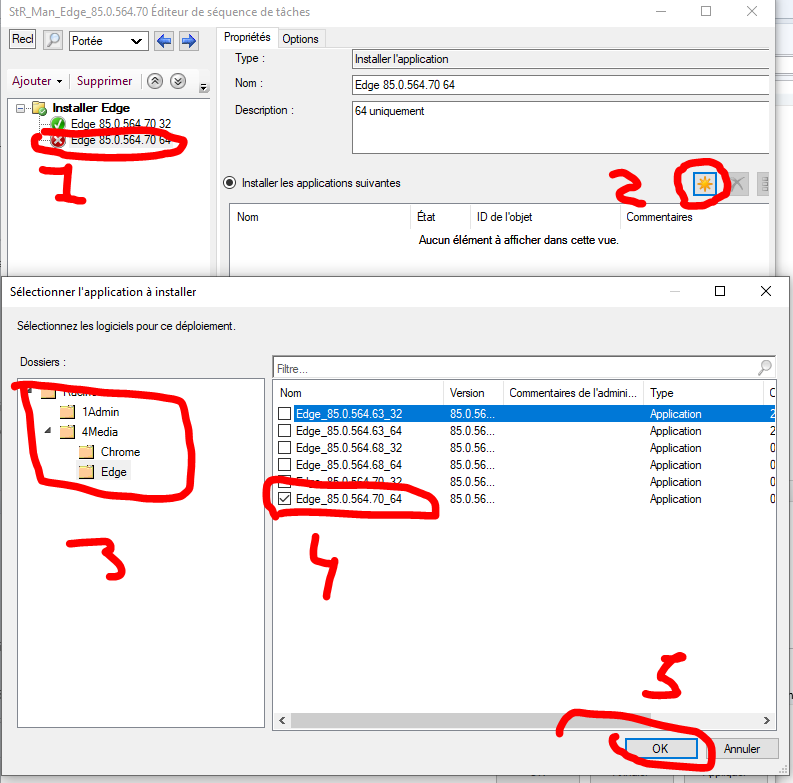 StR_Man_Edge_85.0.564.70 Éditeur de séquence de tâches
Recl
Portée
Ajouter
Supprimer
Installer Edge
Edge 85.0.564.70 32
Edge 85.0.564.70 64
1
Propriétés
Options
Type :
Installer l'application
Nom :
Edge 85.0.564.70 64
Description :
64 uniquement
Installer les applications suivantes
2
Nom
État
ID de l'objet
Commentaires
Aucun élément à afficher dans cette vue.
Sélectionner l'application à installer
Sélectionnez les logiciels pour ce déploiement.
Dossiers :
1Admin
4Media
Chrome
Edge
3
Filtre...
Nom Version Commentaires de l'admini... Type C
Edge_85.0.564.63_32 85.0.56... Application 2
Edge_85.0.564.63_64 85.0.56... Application 2
Edge_85.0.564.68_32 85.0.56... Application 0
Edge_85.0.564.68_64 85.0.56... Application 0
Edge_85.0.564.70_32 85.0.56... Application 0
Edge_85.0.564.70_64 85.0.56... Application 0
4
5
OK
Annuler